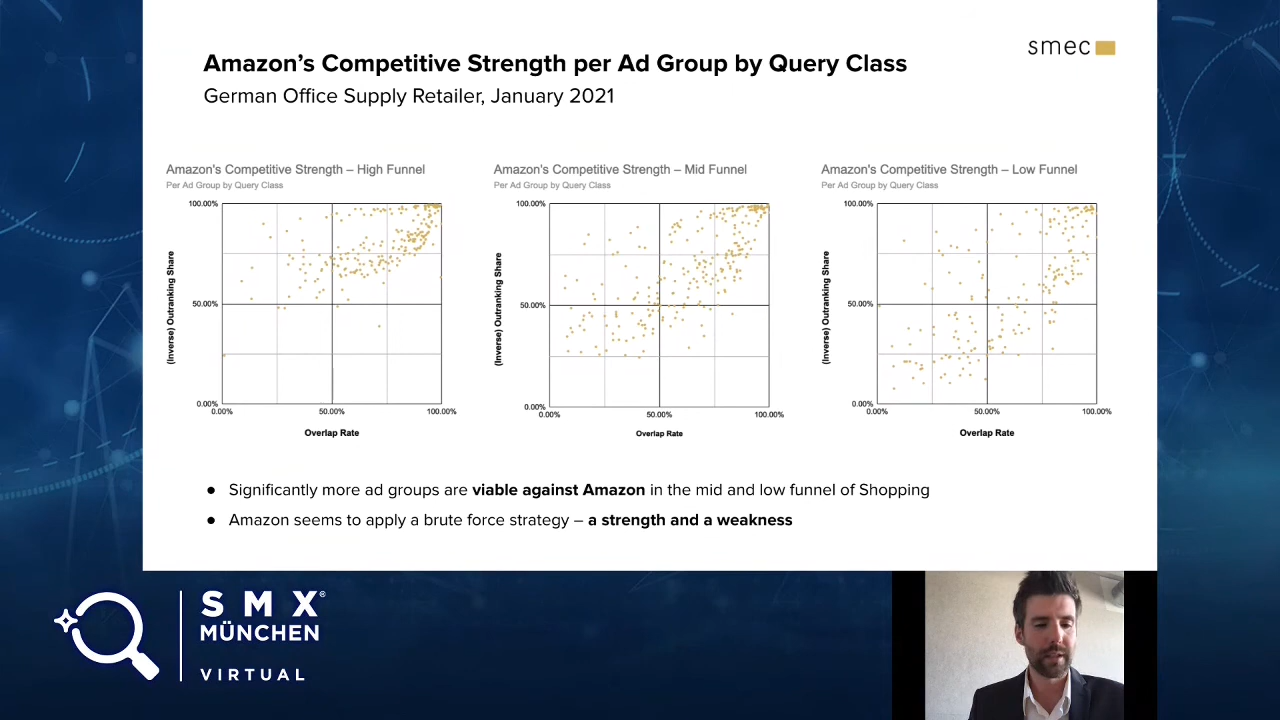 smec
Amazon's Competitive Strength per Ad Group by Query Class
German Office Supply Retailer, January 2021
Amazon's Competitive Strength – High Funnel
Per Ad Group by Query Class
100.00%
50.00%
0.00%
0.00%
50.00%
100.00%
(Inverse) Outranking Share
Overlap Rate
Amazon's Competitive Strength – Mid Funnel
Per Ad Group by Query Class
100.00%
50.00%
0.00%
0.00%
50.00%
100.00%
(Inverse) Outranking Share
Overlap Rate
Amazon's Competitive Strength – Low Funnel
Per Ad Group by Query Class
100.00%
50.00%
0.00%
0.00%
50.00%
100.00%
(Inverse) Outranking Share
Overlap Rate
● Significantly more ad groups are viable against Amazon in the mid and low funnel of Shopping
● Amazon seems to apply a brute force strategy – a strength and a weakness
SMX®
MÜNCHEN
VIRTUAL